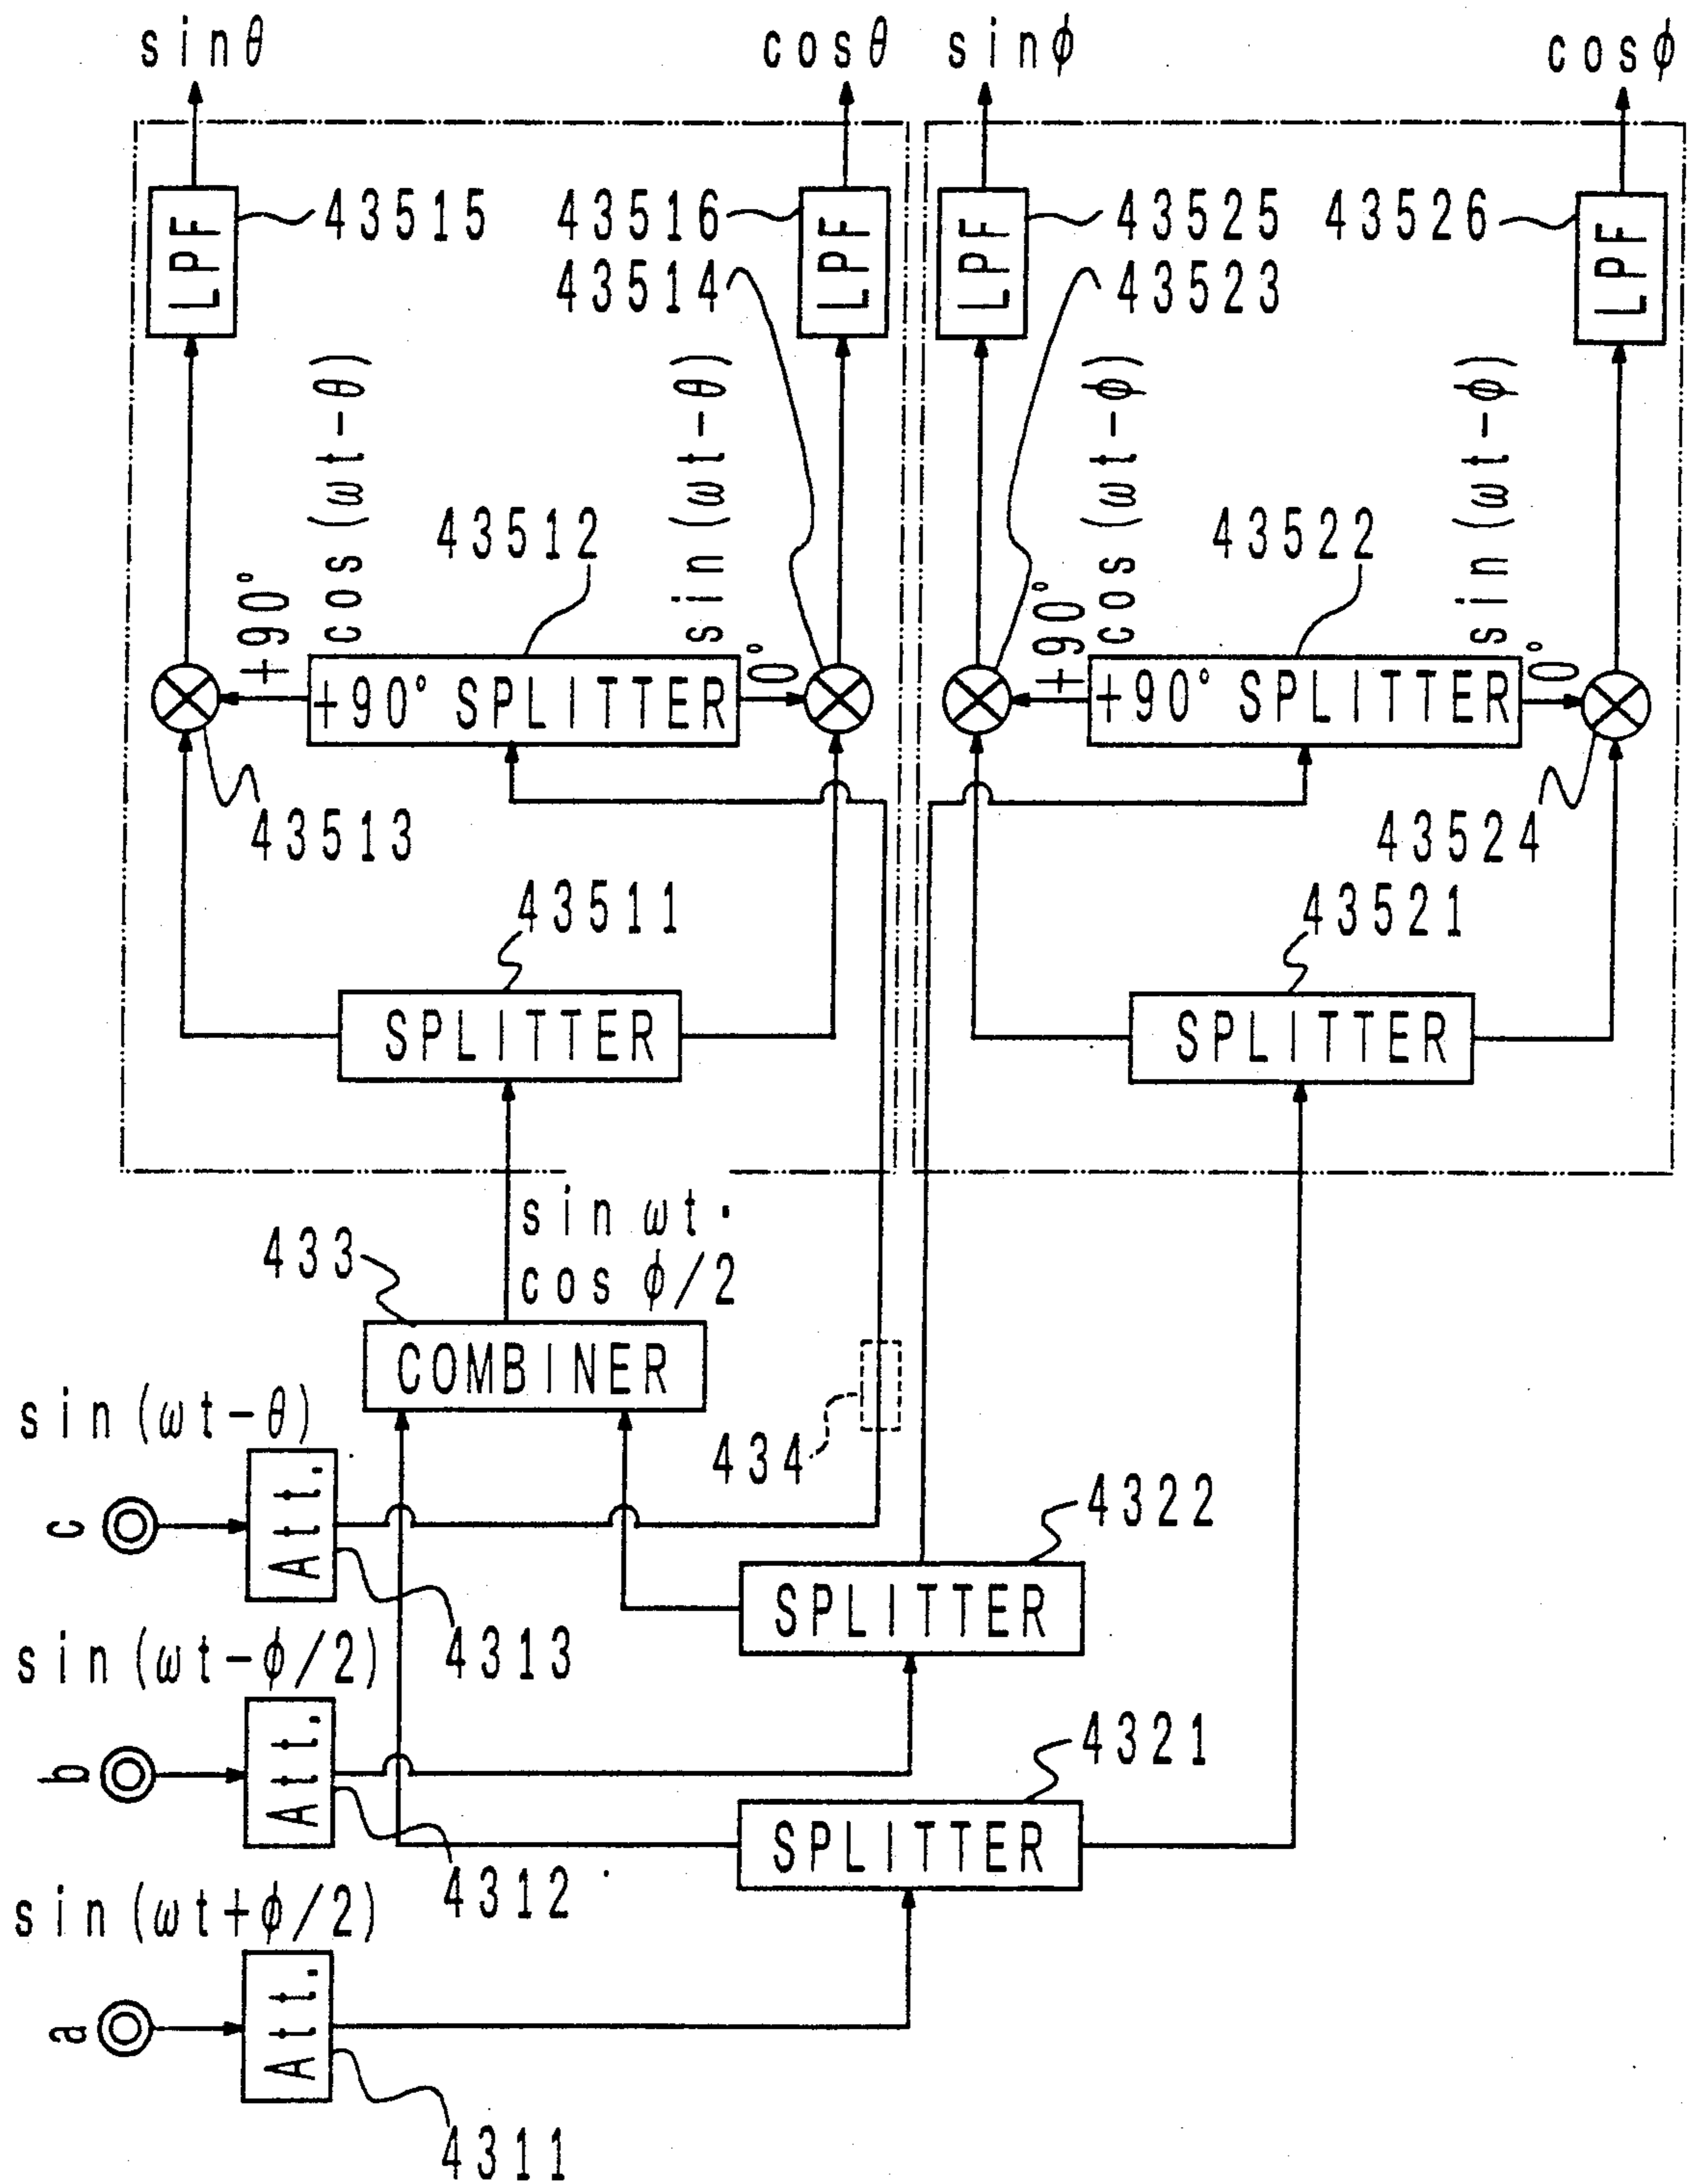 sinθ
cosθ
sinϕ
cosϕ
LPF
43515
43516
LPF
LPF
43525
43526
LPF
43514
43523
cos(ωt-θ)
sin(ωt-θ)
cos(ωt-ϕ)
sin(ωt-ϕ)
43512
43522
+90°
0°
+90°
0°
+90° SPLITTER
+90° SPLITTER
43513
43524
43511
43521
SPLITTER
SPLITTER
sin ωt・
cos ϕ/2
433
COMBINER
sin(ωt-θ)
434
c
Att.
4322
SPLITTER
4313
sin(ωt-ϕ/2)
b
Att.
4321
SPLITTER
4312
sin(ωt+ϕ/2)
a
Att.
4311